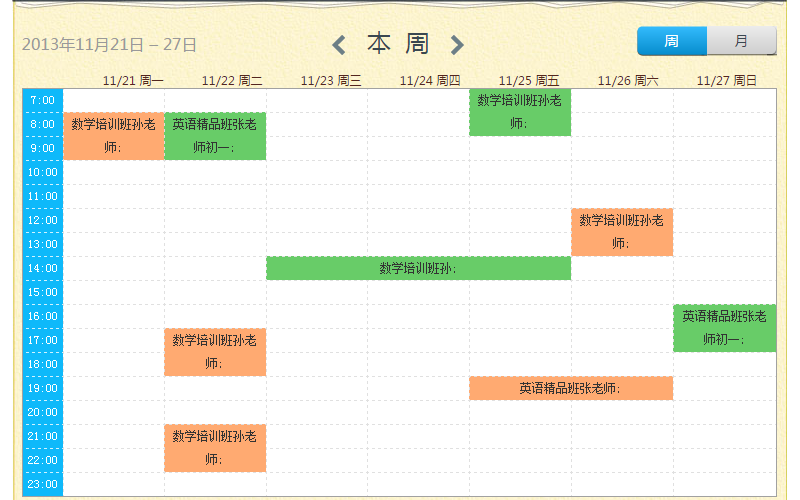 2013年11月21日 – 27日
本 周
周
月
11/21 周一
11/22 周二
11/23 周三
11/24 周四
11/25 周五
11/26 周六
11/27 周日
7:00
数学培训班孙老
师;
8:00
9:00
数学培训班孙老
师;
英语精品班张老
师初一;
10:00
11:00
12:00
13:00
数学培训班孙老
师;
14:00
数学培训班孙;
15:00
16:00
17:00
英语精品班张老
师初一;
数学培训班孙老
师;
18:00
19:00
英语精品班张老师;
20:00
21:00
22:00
数学培训班孙老
师;
23:00